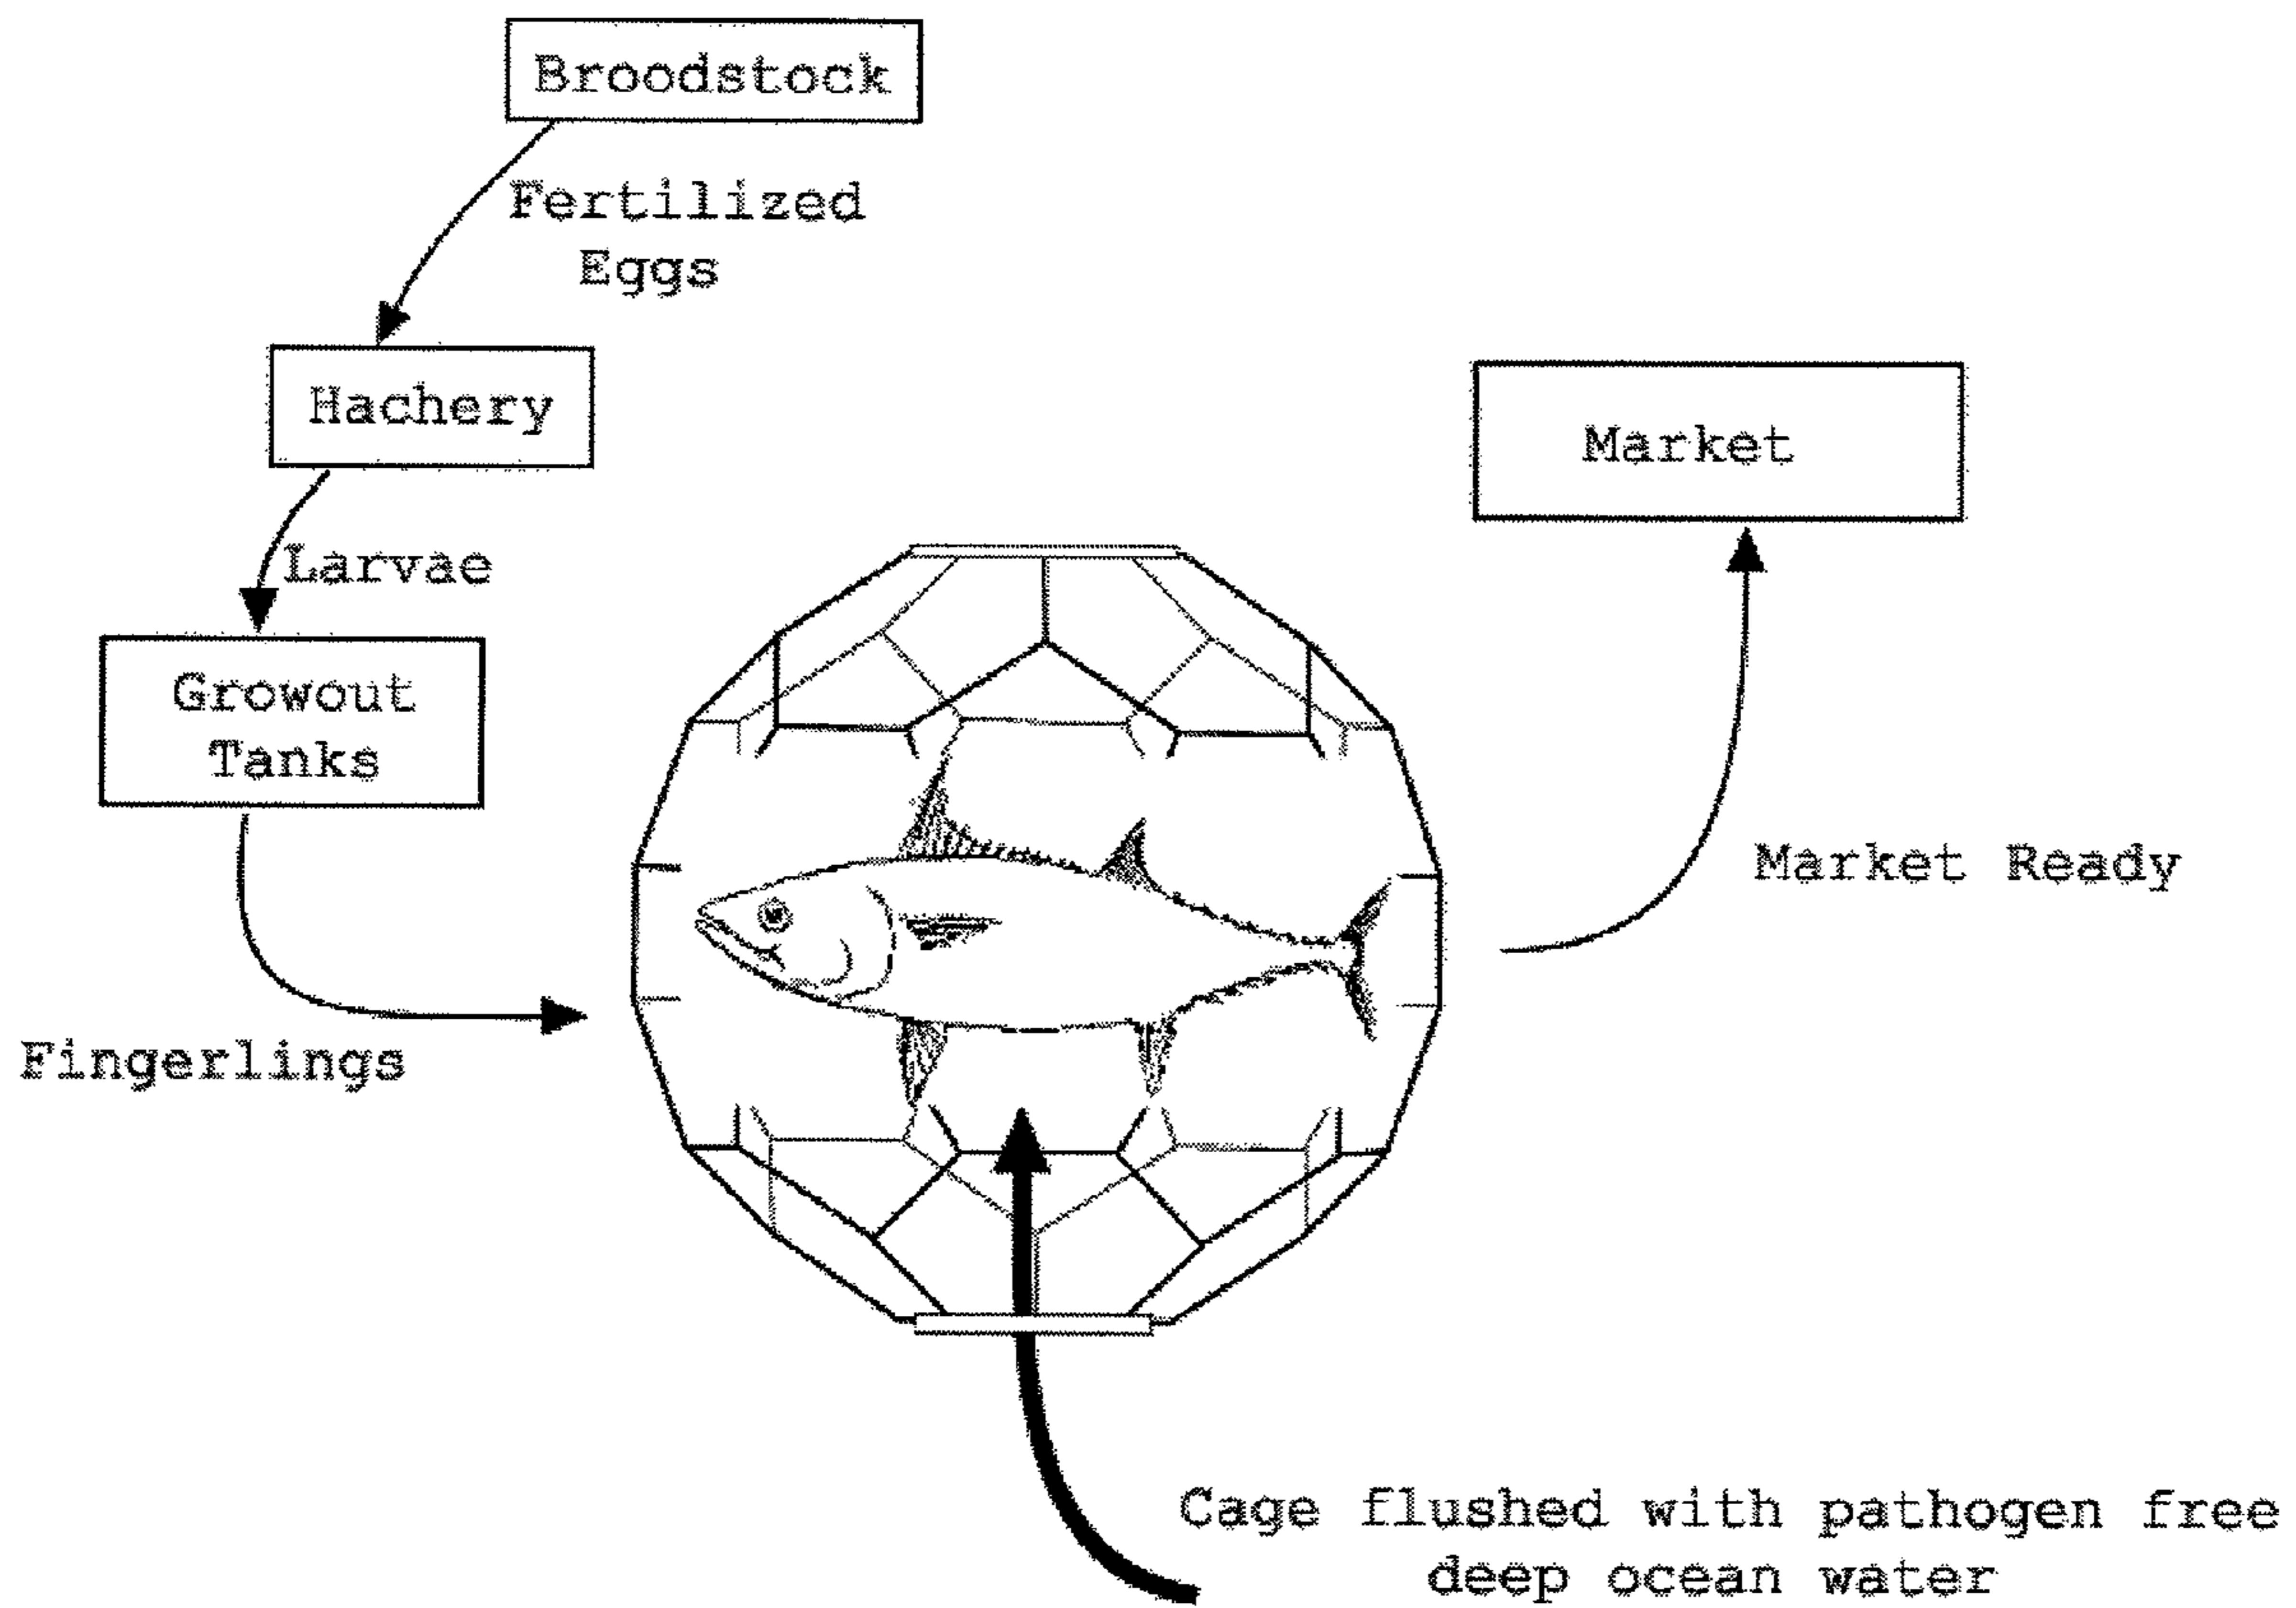 Broodstock
Fertilized
Eggs
Hachery
Larvae
Growout
Tanks
Fingerlings
Market
Market Ready
Cage flushed with pathogen free
deep ocean water